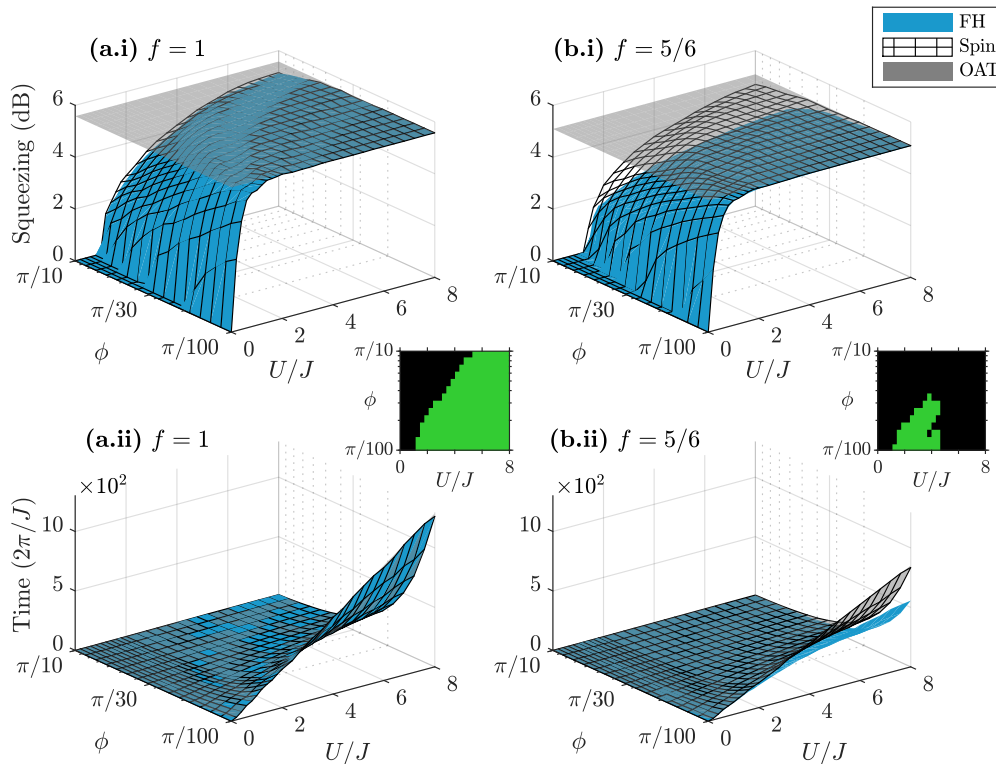 FH
Spin
OAT
(a.i) f = 1
(b.i) f = 5/6
Squeezing (dB)
6
4
2
0
π/10
π/30
π/100
ϕ
0
2
4
6
8
U/J
6
4
2
0
π/10
π/30
π/100
ϕ
0
2
4
6
8
U/J
π/10
ϕ
π/100
0
8
U/J
π/10
ϕ
π/100
0
8
U/J
(a.ii) f = 1
(b.ii) f = 5/6
×10²
Time (2π/J)
10
5
0
π/10
π/30
π/100
ϕ
0
2
4
6
8
U/J
×10²
10
5
0
π/10
π/30
π/100
ϕ
0
2
4
6
8
U/J